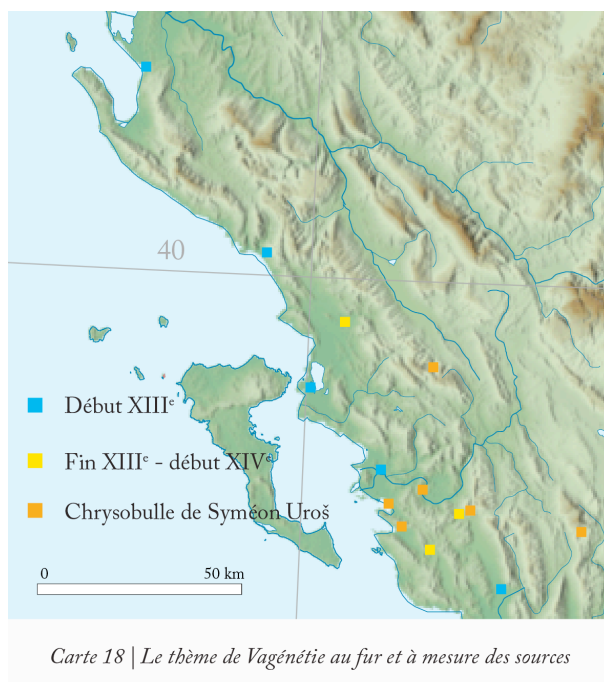 40
Début XIIIᵉ
Fin XIIIᵉ - début XIVᵉ
Chrysobulle de Syméon Uroš
0 50 km
Carte 18 | Le thème de Vagénétie au fur et à mesure des sources